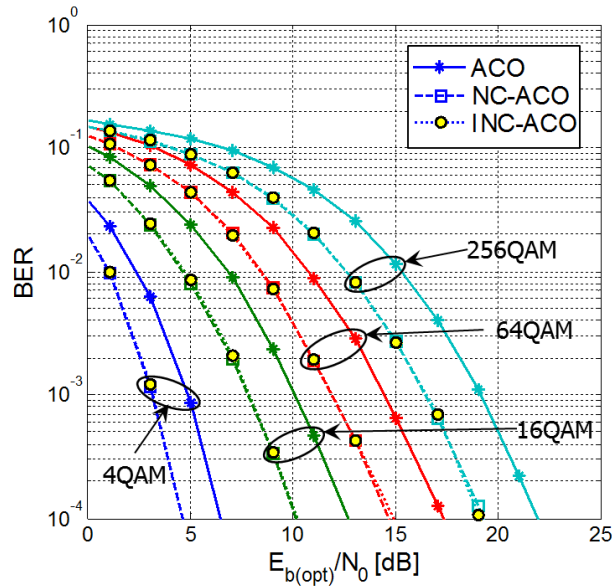 10^0
10^-1
10^-2
10^-3
10^-4
BER
ACO
NC-ACO
INC-ACO
256QAM
64QAM
16QAM
4QAM
0 5 10 15 20 25
E_b(opt)/N_0 [dB]